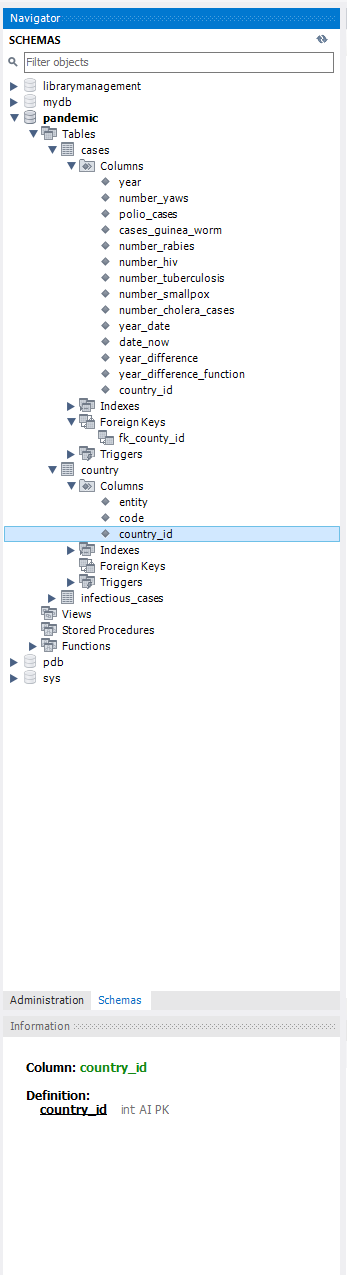 Navigator
SCHEMAS
Filter objects
librarymanagement
mydb
pandemic
Tables
cases
Columns
year
number_yaws
polio_cases
cases_guinea_worm
number_rabies
number_hiv
number_tuberculosis
number_smallpox
number_cholera_cases
year_date
date_now
year_difference
year_difference_function
country_id
Indexes
Foreign Keys
fk_county_id
Triggers
country
Columns
entity
code
country_id
Indexes
Foreign Keys
Triggers
infectious_cases
Views
Stored Procedures
Functions
pdb
sys
Administration Schemas
Information
Column: country_id
Definition:
country_id int AI PK